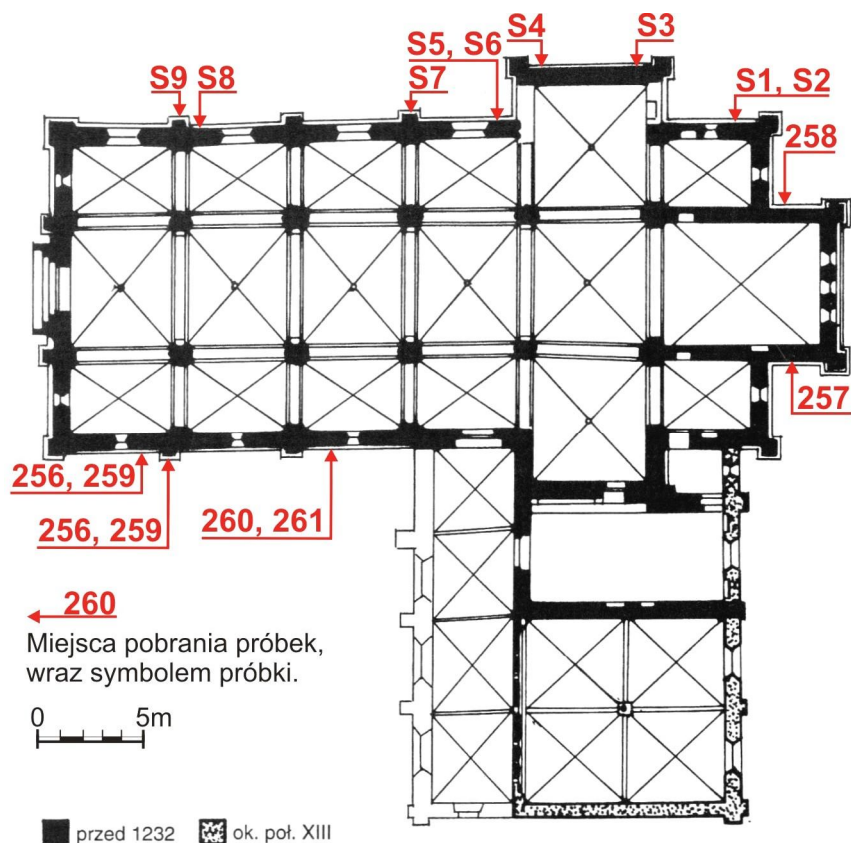 S4
S3
S5, S6
S9
S8
S7
S1, S2
258
257
256, 259
256, 259
260, 261
260
Miejsca pobrania próbek,
wraz symbolem próbki.
0
5m
przed 1232
ok. poł. XIII